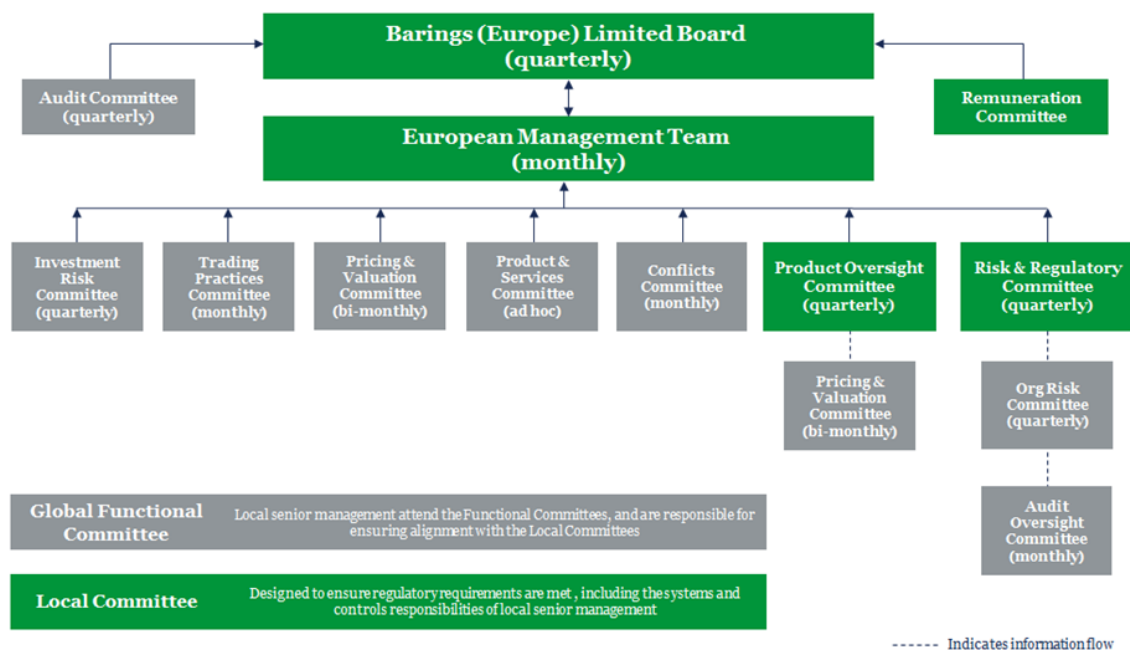 Barings (Europe) Limited Board
(quarterly)
Audit Committee
(quarterly)
Remuneration
Committee
European Management Team
(monthly)
Investment
Risk
Committee
(quarterly)
Trading
Practices
Committee
(monthly)
Pricing &
Valuation
Committee
(bi-monthly)
Product &
Services
Committee
(ad hoc)
Conflicts
Committee
(monthly)
Product Oversight
Committee
(quarterly)
Risk & Regulatory
Committee
(quarterly)
Pricing &
Valuation
Committee
(bi-monthly)
Org Risk
Committee
(quarterly)
Audit
Oversight
Committee
(monthly)
Global Functional
Committee
Local senior management attend the Functional Committees, and are responsible for
ensuring alignment with the Local Committees
Local Committee
Designed to ensure regulatory requirements are met , including the systems and
controls responsibilities of local senior management
Indicates information flow